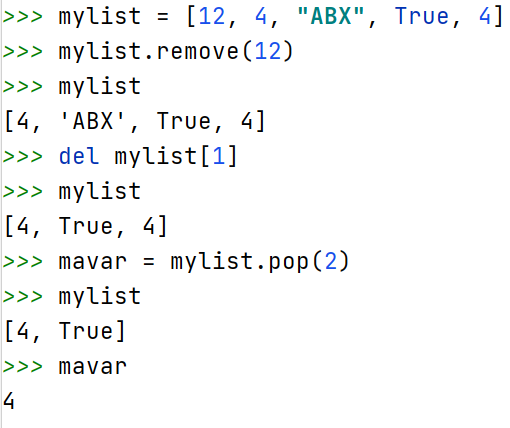 >>> mylist = [12, 4, "ABX", True, 4]
>>> mylist.remove(12)
>>> mylist
[4, 'ABX', True, 4]
>>> del mylist[1]
>>> mylist
[4, True, 4]
>>> mavar = mylist.pop(2)
>>> mylist
[4, True]
>>> mavar
4